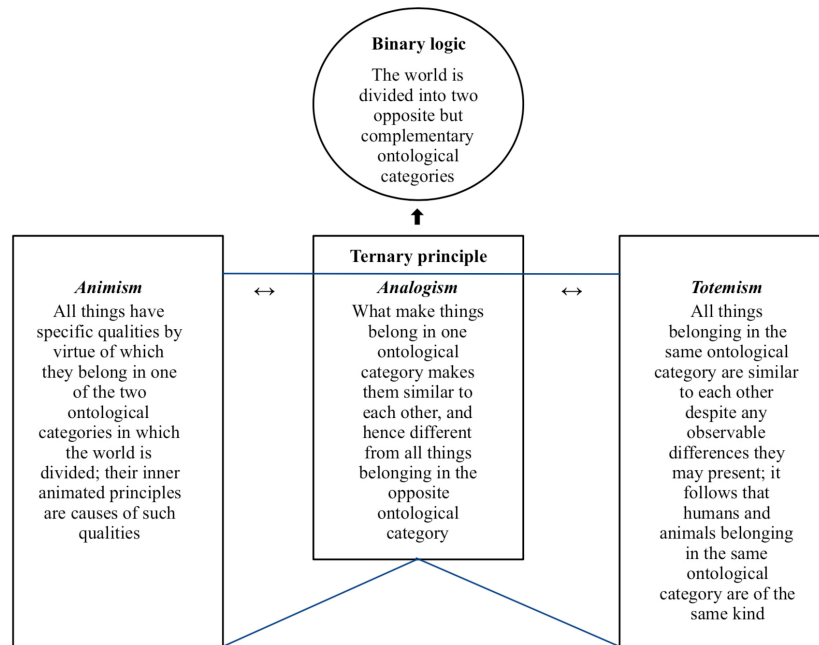 Binary logic
The world is
divided into two
opposite but
complementary
ontological
categories
Ternary principle
Animism
All things have
specific qualities by
virtue of which
they belong in one
of the two
ontological
categories in which
the world is
divided; their inner
animated principles
are causes of such
qualities
Analogism
What make things
belong in one
ontological
category makes
them similar to
each other, and
hence different
from all things
belonging in the
opposite
ontological
category
Totemism
All things
belonging in the
same ontological
category are similar
to each other
despite any
observable
differences they
may present; it
follows that
humans and
animals belonging
in the same
ontological
category are of the
same kind